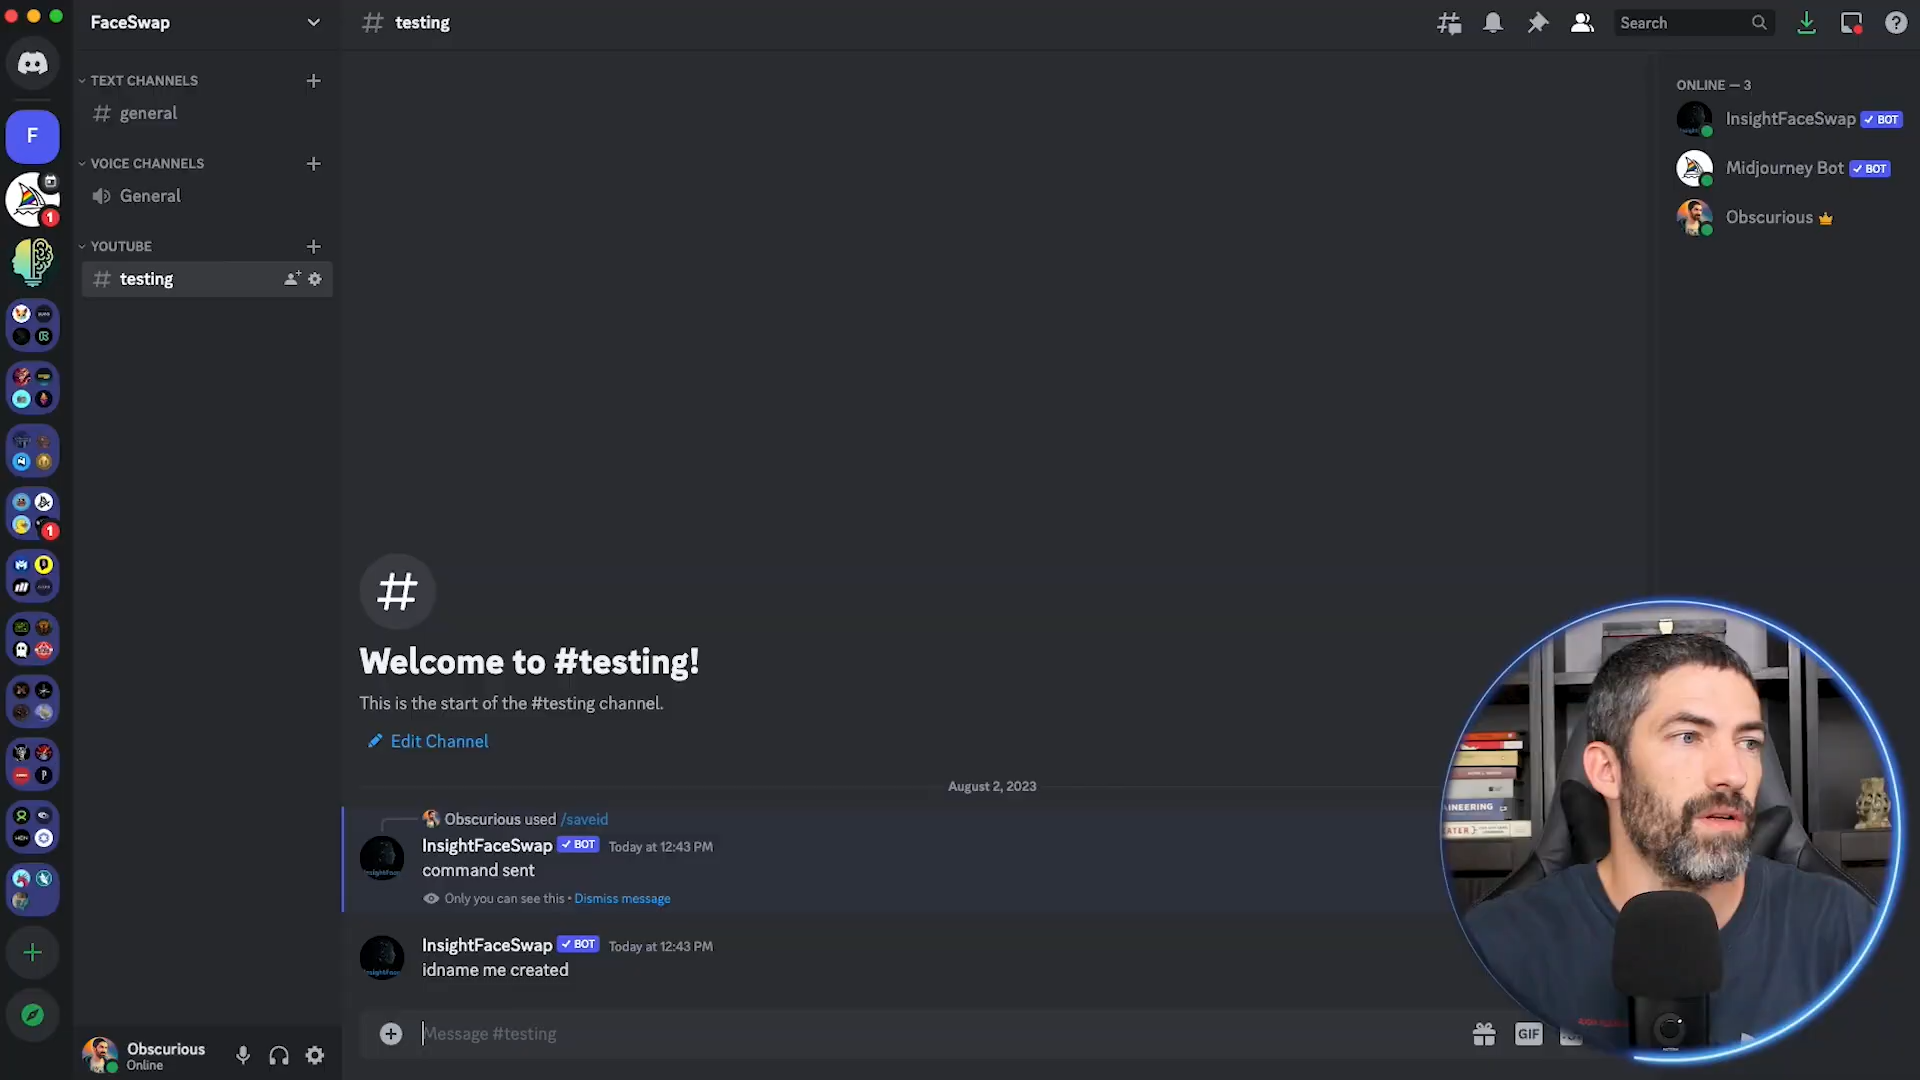 FaceSwap
TEXT CHANNELS
general
VOICE CHANNELS
General
YOUTUBE
testing
Obscurious
Online
F
1
1
testing
Search
Welcome to #testing!
This is the start of the #testing channel.
Edit Channel
August 2, 2023
Obscurious used /saveid
InsightFaceSwap BOT Today at 12:43 PM
command sent
Only you can see this • Dismiss message
InsightFaceSwap BOT Today at 12:43 PM
idname me created
Message #testing
GIF
ONLINE — 3
InsightFaceSwap BOT
Midjourney Bot BOT
Obscurious